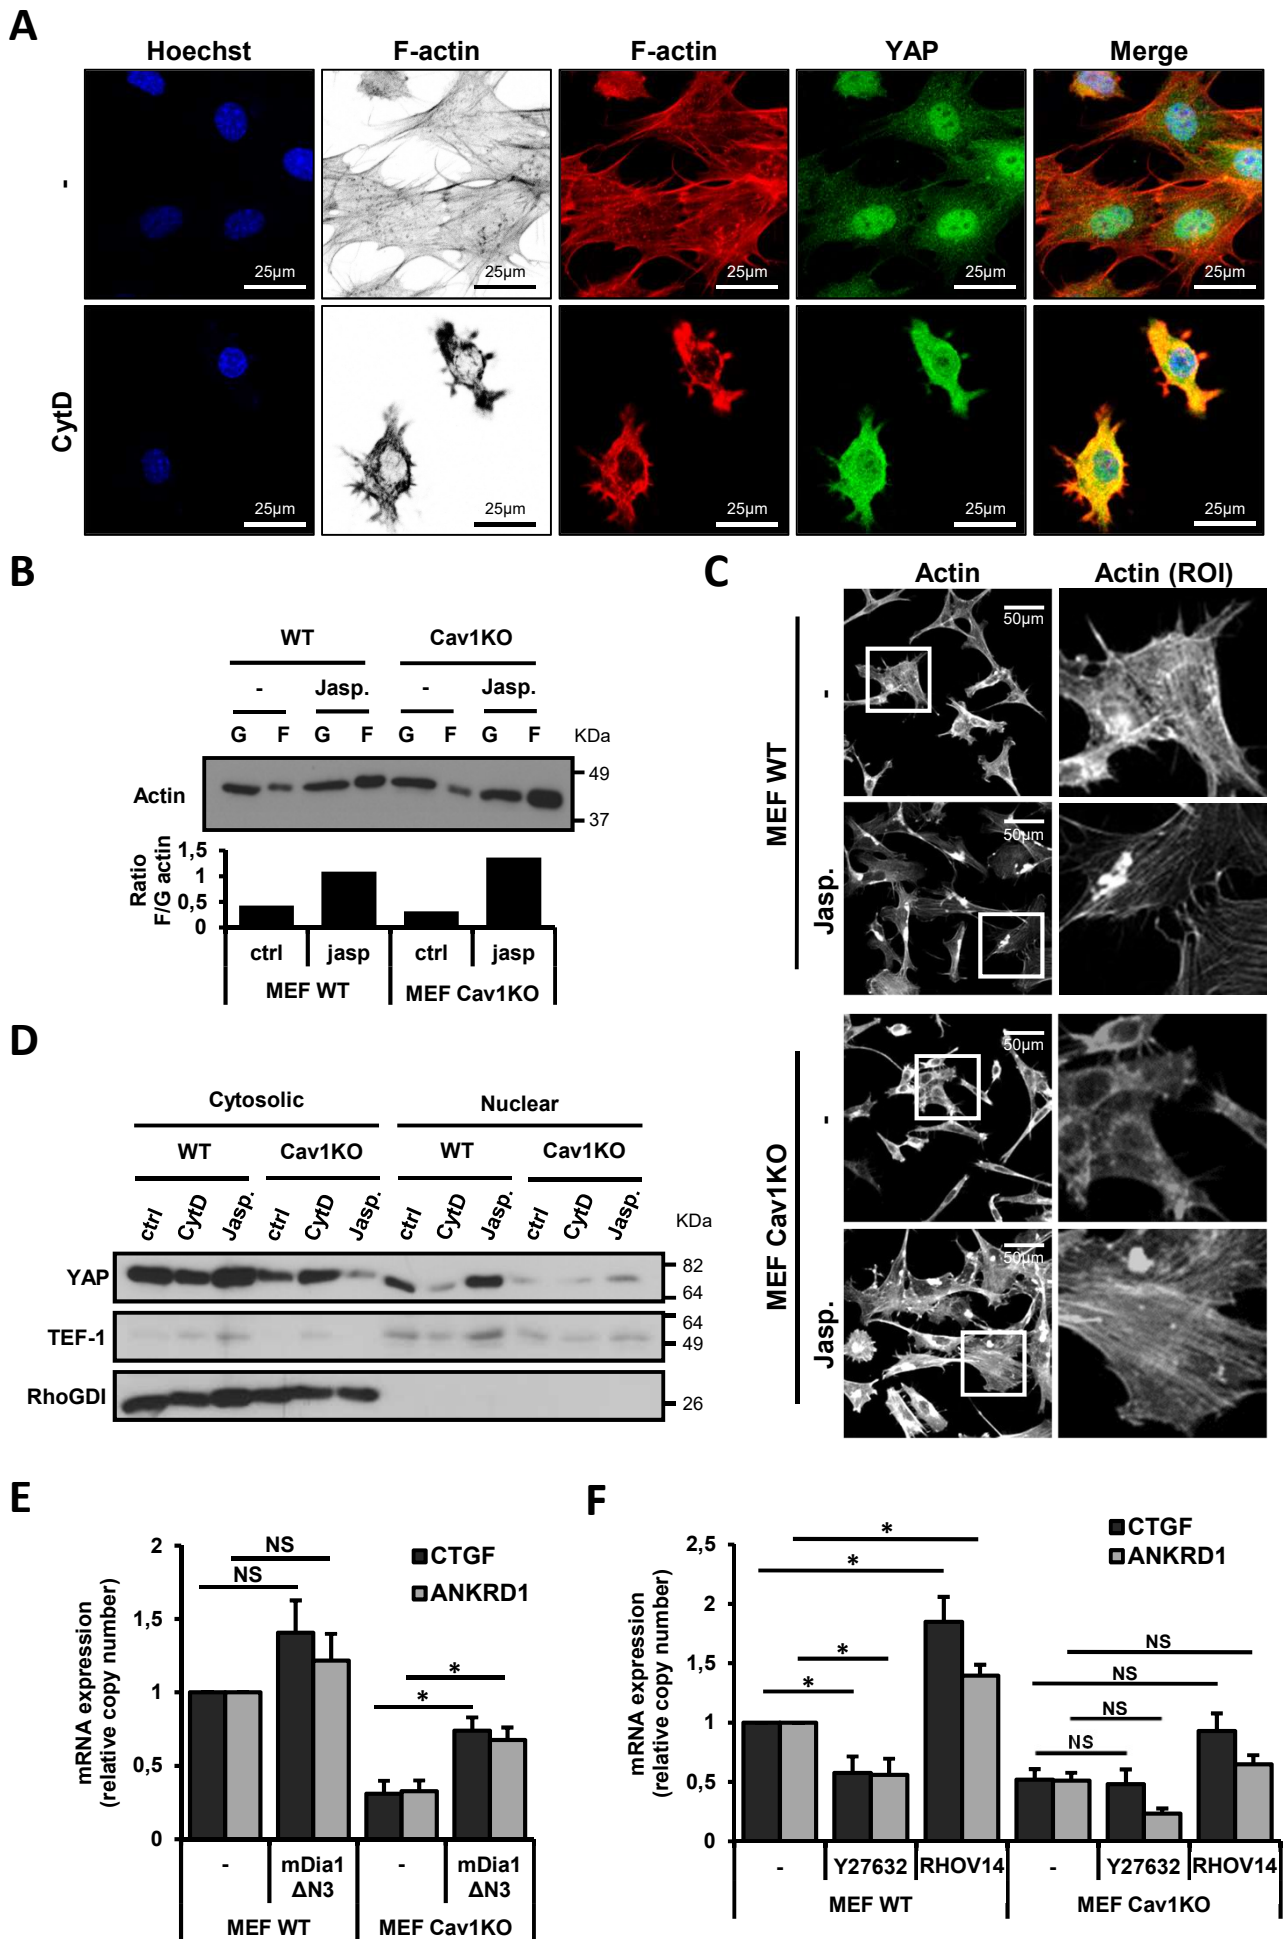 A
Hoechst F-actin F-actin YAP Merge
-
25µm 25µm 25µm 25µm 25µm
CytD
25µm 25µm 25µm 25µm 25µm
B
WT Cav1KO
- Jasp. - Jasp.
G F G F G F G F KDa
Actin
49
37
Ratio
F/G actin
1,5
1
0,5
0
ctrl jasp ctrl jasp
MEF WT MEF Cav1KO
C
Actin Actin (ROI)
MEF WT
-
50µm
Jasp.
50µm
MEF Cav1KO
-
50µm
Jasp.
50µm
D
Cytosolic Nuclear
WT Cav1KO WT Cav1KO
ctrl CytD Jasp. ctrl CytD Jasp. ctrl CytD Jasp. ctrl CytD Jasp.
KDa
YAP
82
64
TEF-1
64
49
RhoGDI
26
E
mRNA expression
(relative copy number)
2
1,5
1
0,5
0
NS
NS
*
*
CTGF
ANKRD1
- mDia1 - mDia1
ΔN3 ΔN3
MEF WT MEF Cav1KO
F
mRNA expression
(relative copy number)
2,5
2
1,5
1
0,5
0
*
*
*
*
CTGF
ANKRD1
NS
NS
NS
NS
- Y27632 RHOV14 - Y27632 RHOV14
MEF WT MEF Cav1KO